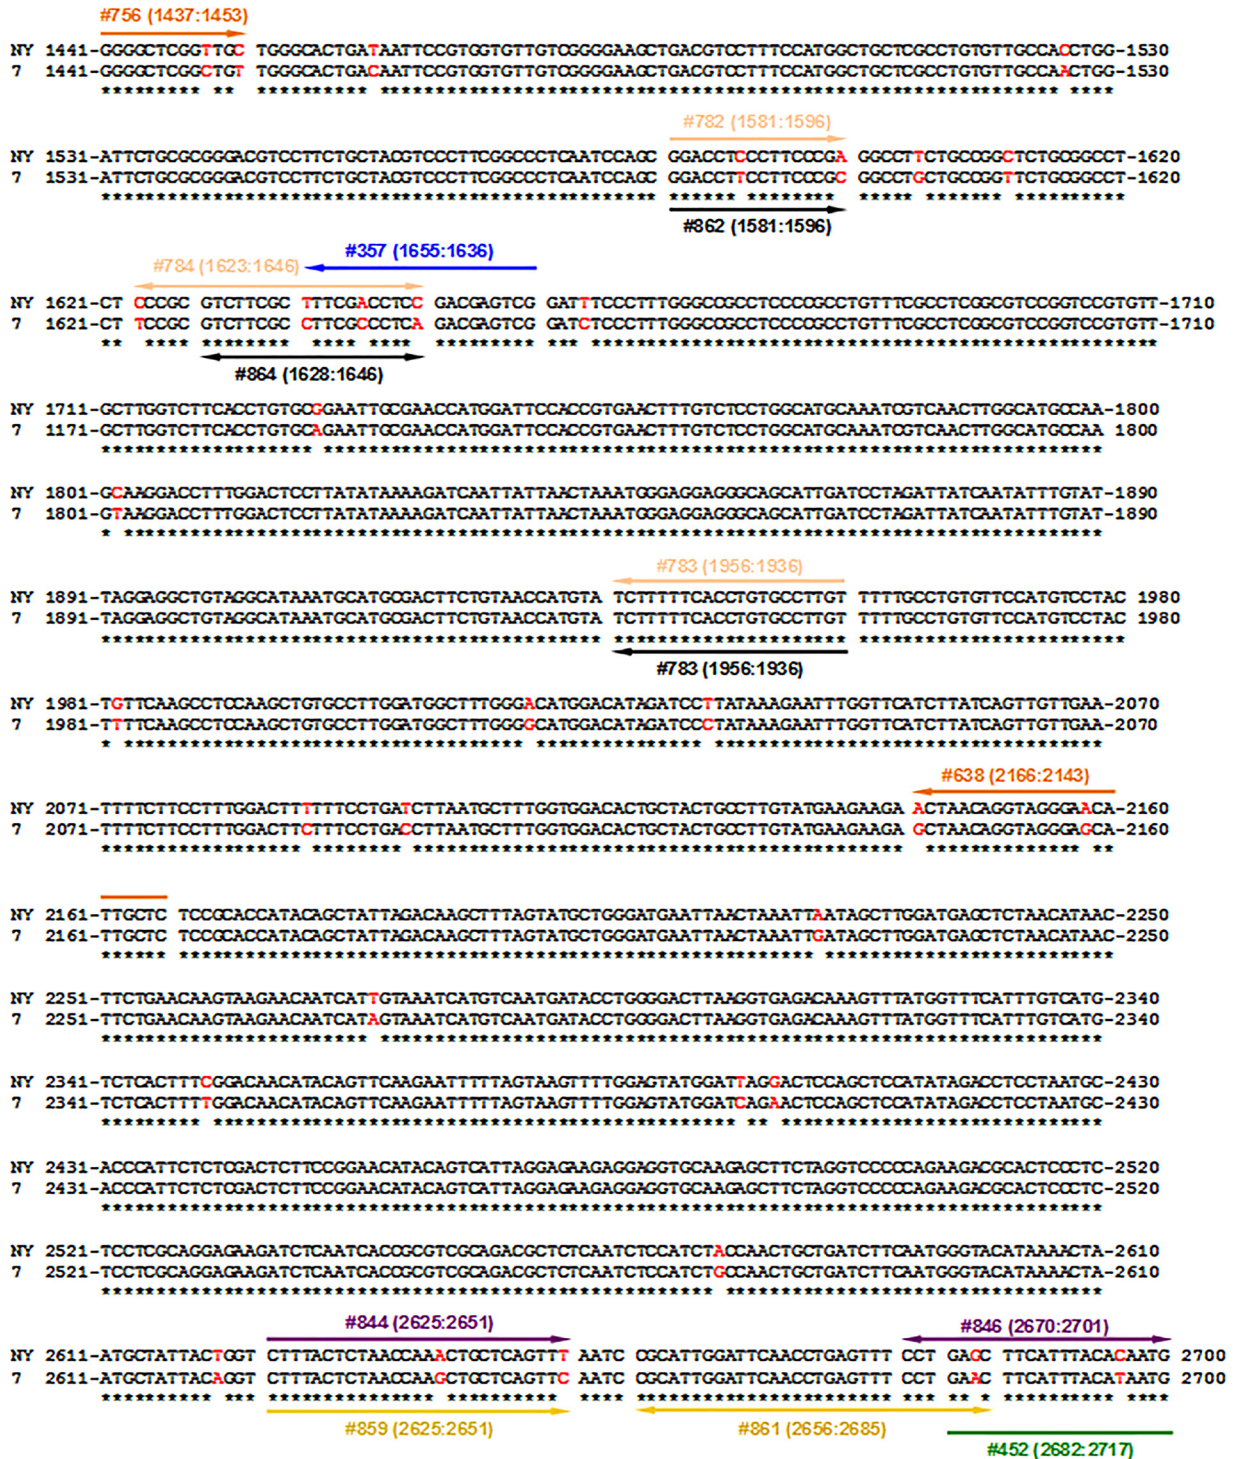 #756 (1437:1453)
NY 1441-GGGGCTCGGTTGC TGGGCACTGATAATTCCGTGGTGTTGTCGGGGAAGCTGACGTCCTTTCCATGGCTGCTCGCCTGTGTTGCCACCTGG-1530
7 1441-GGGGCTCGGCTGT TGGGCACTGACAATTCCGTGGTGTTGTCGGGGAAGCTGACGTCCTTTCCATGGCTGCTCGCCTGTGTTGCCAACTGG-1530
********* ** ********** ************************************************************* ****
#782 (1581:1596)
NY 1531-ATTCTGCGCGGGACGTCCTTCTGCTACGTCCCTTCGGCCCTCAATCCAGC GGACCTCCCTTCCCGA GGCCTTCTGCCGGCTCTGCGGCCT-1620
7 1531-ATTCTGCGCGGGACGTCCTTCTGCTACGTCCCTTCGGCCCTCAATCCAGC GGACCTTCCTTCCCGC GGCCTGCTGCCGGTTCTGCGGCCT-1620
************************************************** ****** ******** ***** ******* **********
#862 (1581:1596)
#357 (1655:1636)
#784 (1623:1646)
NY 1621-CT CCCGC GTCTTCGC TTTCGACCTCC GACGAGTCG GATTTCCCTTTGGGCCGCCTCCCCGCCTGTTTCGCCTCGGCGTCCGGTCCGTGTT-1710
7 1621-CT TCCGC GTCTTCGC CTTCGCCCTCA GACGAGTCG GATCTCCCTTTGGGCCGCCTCCCCGCCTGTTTCGCCTCGGCGTCCGGTCCGTGTT-1710
** **** ******** **** **** ********* *** ***************************************************
#864 (1628:1646)
NY 1711-GCTTGGTCTTCACCTGTGCGGAATTGCGAACCATGGATTCCACCGTGAACTTTGTCTCCTGGCATGCAAATCGTCAACTTGGCATGCCAA-1800
7 1171-GCTTGGTCTTCACCTGTGCAGAATTGCGAACCATGGATTCCACCGTGAACTTTGTCTCCTGGCATGCAAATCGTCAACTTGGCATGCCAA 1800
******************* **********************************************************************
NY 1801-GCAAGGACCTTTGGACTCCTTATATAAAAGATCAATTATTAACTAAATGGGAGGAGGGCAGCATTGATCCTAGATTATCAATATTTGTAT-1890
7 1801-GTAAGGACCTTTGGACTCCTTATATAAAAGATCAATTATTAACTAAATGGGAGGAGGGCAGCATTGATCCTAGATTATCAATATTTGTAT-1890
* ****************************************************************************************
#783 (1956:1936)
NY 1891-TAGGAGGCTGTAGGCATAAATGCATGCGACTTCTGTAACCATGTA TCTTTTTCACCTGTGCCTTGT TTTTGCCTGTGTTCCATGTCCTAC 1980
7 1891-TAGGAGGCTGTAGGCATAAATGCATGCGACTTCTGTAACCATGTA TCTTTTTCACCTGTGCCTTGT TTTTGCCTGTGTTCCATGTCCTAC 1980
********************************************* ********************* ************************
#783 (1956:1936)
NY 1981-TGTTCAAGCCTCCAAGCTGTGCCTTGGATGGCTTTGGGACATGGACATAGATCCTTATAAAGAATTTGGTTCATCTTATCAGTTGTTGAA-2070
7 1981-TTTTCAAGCCTCCAAGCTGTGCCTTGGATGGCTTTGGGGCATGGACATAGATCCCTATAAAGAATTTGGTTCATCTTATCAGTTGTTGAA-2070
* ************************************ *************** ***********************************
#638 (2166:2143)
NY 2071-TTTTCTTCCTTTGGACTTTTTTCCTGATCTTAATGCTTTGGTGGACACTGCTACTGCCTTGTATGAAGAAGA ACTAACAGGTAGGGAACA-2160
7 2071-TTTTCTTCCTTTGGACTTCTTTCCTGACCTTAATGCTTTGGTGGACACTGCTACTGCCTTGTATGAAGAAGA GCTAACAGGTAGGGAGCA-2160
****************** ******** ******************************************** ************** **
NY 2161-TTGCTC TCCGCACCATACAGCTATTAGACAAGCTTTAGTATGCTGGGATGAATTAACTAAATTAATAGCTTGGATGAGCTCTAACATAAC-2250
7 2161-TTGCTC TCCGCACCATACAGCTATTAGACAAGCTTTAGTATGCTGGGATGAATTAACTAAATTGATAGCTTGGATGAGCTCTAACATAAC-2250
****** ********************************************************* **************************
NY 2251-TTCTGAACAAGTAAGAACAATCATTGTAAATCATGTCAATGATACCTGGGGACTTAAGGTGAGACAAAGTTTATGGTTTCATTTGTCATG-2340
7 2251-TTCTGAACAAGTAAGAACAATCATAGTAAATCATGTCAATGATACCTGGGGACTTAAGGTGAGACAAAGTTTATGGTTTCATTTGTCATG-2340
************************ *****************************************************************
NY 2341-TCTCACTTTCGGACAACATACAGTTCAAGAATTTTTAGTAAGTTTTGGAGTATGGATTAGGACTCCAGCTCCATATAGACCTCCTAATGC-2430
7 2341-TCTCACTTTTGGACAACATACAGTTCAAGAATTTTTAGTAAGTTTTGGAGTATGGATCAGAACTCCAGCTCCATATAGACCTCCTAATGC-2430
********* *********************************************** ** *****************************
NY 2431-ACCCATTCTCTCGACTCTTCCGGAACATACAGTCATTAGGAGAAGAGGAGGTGCAAGAGCTTCTAGGTCCCCCAGAAGACGCACTCCCTC-2520
7 2431-ACCCATTCTCTCGACTCTTCCGGAACATACAGTCATTAGGAGAAGAGGAGGTGCAAGAGCTTCTAGGTCCCCCAGAAGACGCACTCCCTC-2520
******************************************************************************************
NY 2521-TCCTCGCAGGAGAAGATCTCAATCACCGCGTCGCAGACGCTCTCAATCTCCATCTACCAACTGCTGATCTTCAATGGGTACATAAAACTA-2610
7 2521-TCCTCGCAGGAGAAGATCTCAATCACCGCGTCGCAGACGCTCTCAATCTCCATCTGCCAACTGCTGATCTTCAATGGGTACATAAAACTA-2610
******************************************************* **********************************
#844 (2625:2651)
#846 (2670:2701)
NY 2611-ATGCTATTACTGGT CTTTACTCTAACCAAACTGCTCAGTTTT AATC CGCATTGGATTCAACCTGAGTTT CCT GAGC TTCATTTACACAATG 2700
7 2611-ATGCTATTACAGGT CTTTACTCTAACCAAGCTGCTCAGTTTC AATC CGCATTGGATTCAACCTGAGTTT CCT GAAC TTCATTTACATAATG 2700
********** *** *************** *********** **** ********************* *** ** * ********** ****
#859 (2625:2651)
#861 (2656:2685)
#452 (2682:2717)